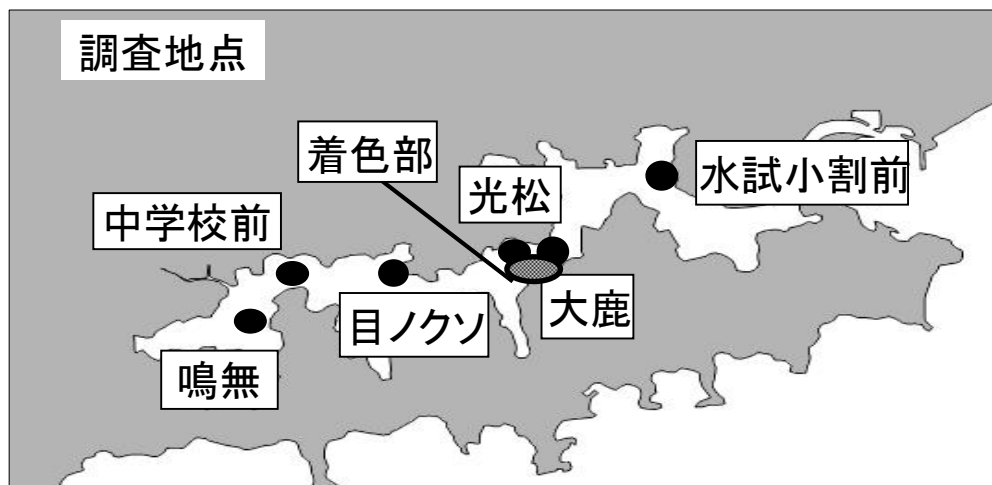 調査地点
着色部
光松
水試小割前
中学校前
目ノクソ
大鹿
鳴無